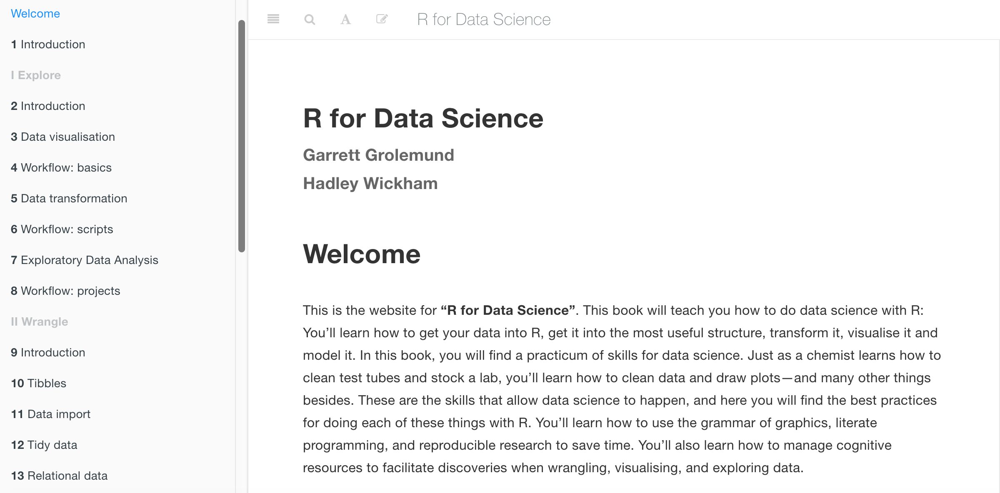 Welcome
1 Introduction
I Explore
2 Introduction
3 Data visualisation
4 Workflow: basics
5 Data transformation
6 Workflow: scripts
7 Exploratory Data Analysis
8 Workflow: projects
II Wrangle
9 Introduction
10 Tibbles
11 Data import
12 Tidy data
13 Relational data
R for Data Science
R for Data Science
Garrett Grolemund
Hadley Wickham
Welcome
This is the website for “R for Data Science”. This book will teach you how to do data science with R:
You’ll learn how to get your data into R, get it into the most useful structure, transform it, visualise it and
model it. In this book, you will find a practicum of skills for data science. Just as a chemist learns how to
clean test tubes and stock a lab, you’ll learn how to clean data and draw plots—and many other things
besides. These are the skills that allow data science to happen, and here you will find the best practices
for doing each of these things with R. You’ll learn how to use the grammar of graphics, literate
programming, and reproducible research to save time. You’ll also learn how to manage cognitive
resources to facilitate discoveries when wrangling, visualising, and exploring data.